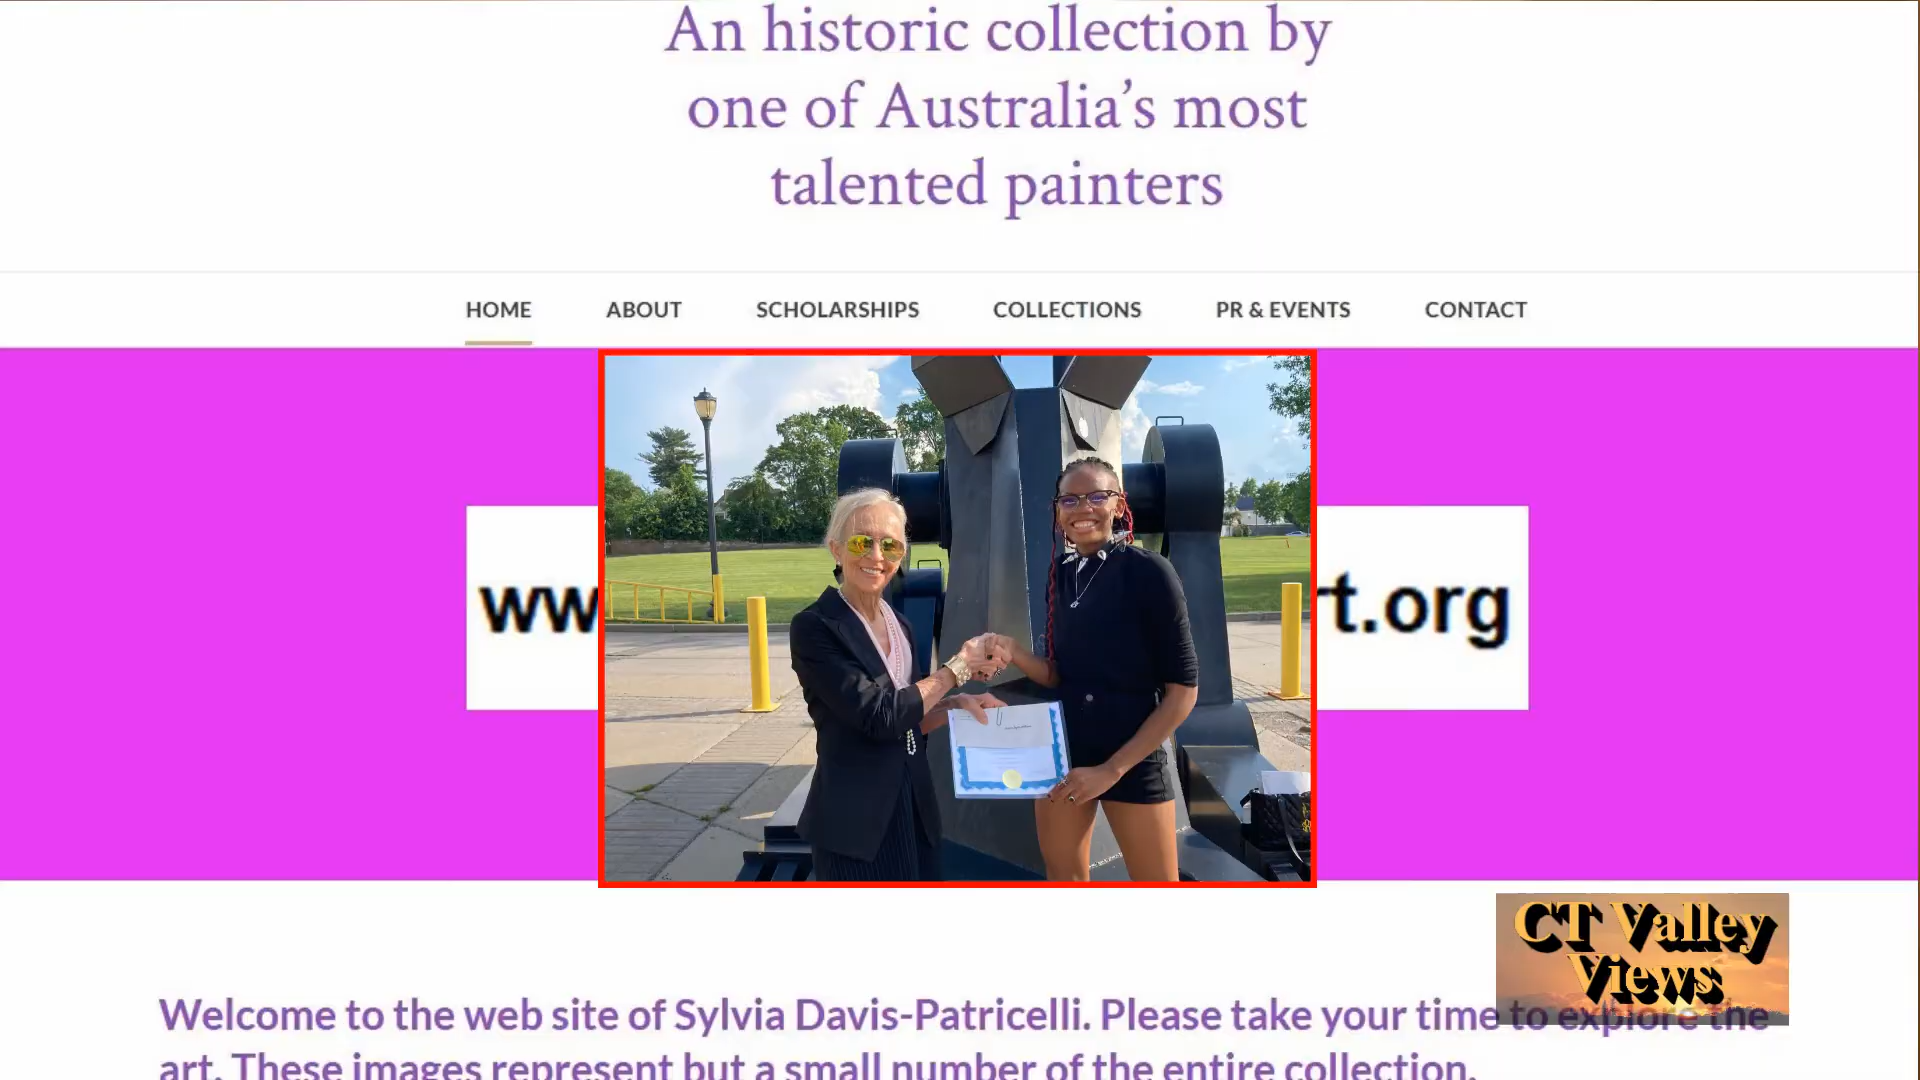 An historic collection by
one of Australia’s most
talented painters
HOME ABOUT SCHOLARSHIPS COLLECTIONS PR & EVENTS CONTACT
rt.org
CT Valley
Views
Welcome to the web site of Sylvia Davis-Patricelli. Please take your time to explore the
art. These images represent but a small number of the entire collection.